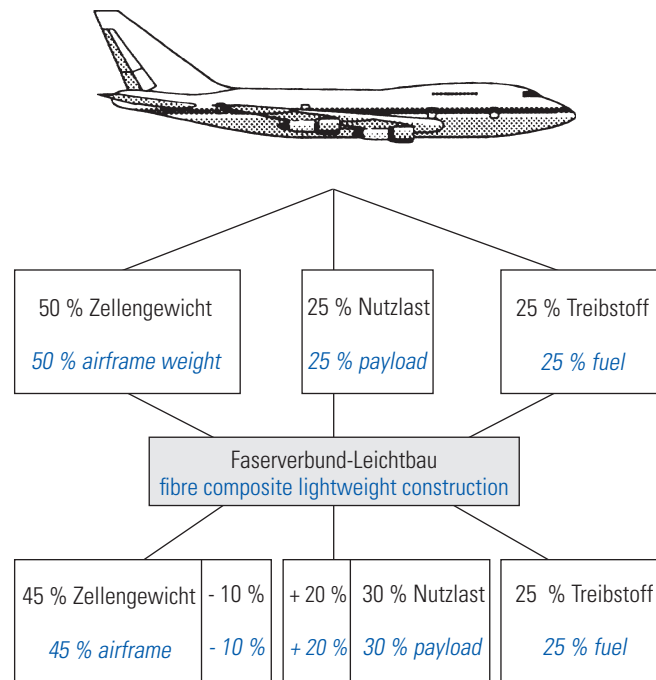 50 % Zellengewicht
50 % airframe weight
25 % Nutzlast
25 % payload
25 % Treibstoff
25 % fuel
Faserverbund-Leichtbau
fibre composite lightweight construction
45 % Zellengewicht
45 % airframe
- 10 %
- 10 %
+ 20 %
+ 20 %
30 % Nutzlast
30 % payload
25 % Treibstoff
25 % fuel